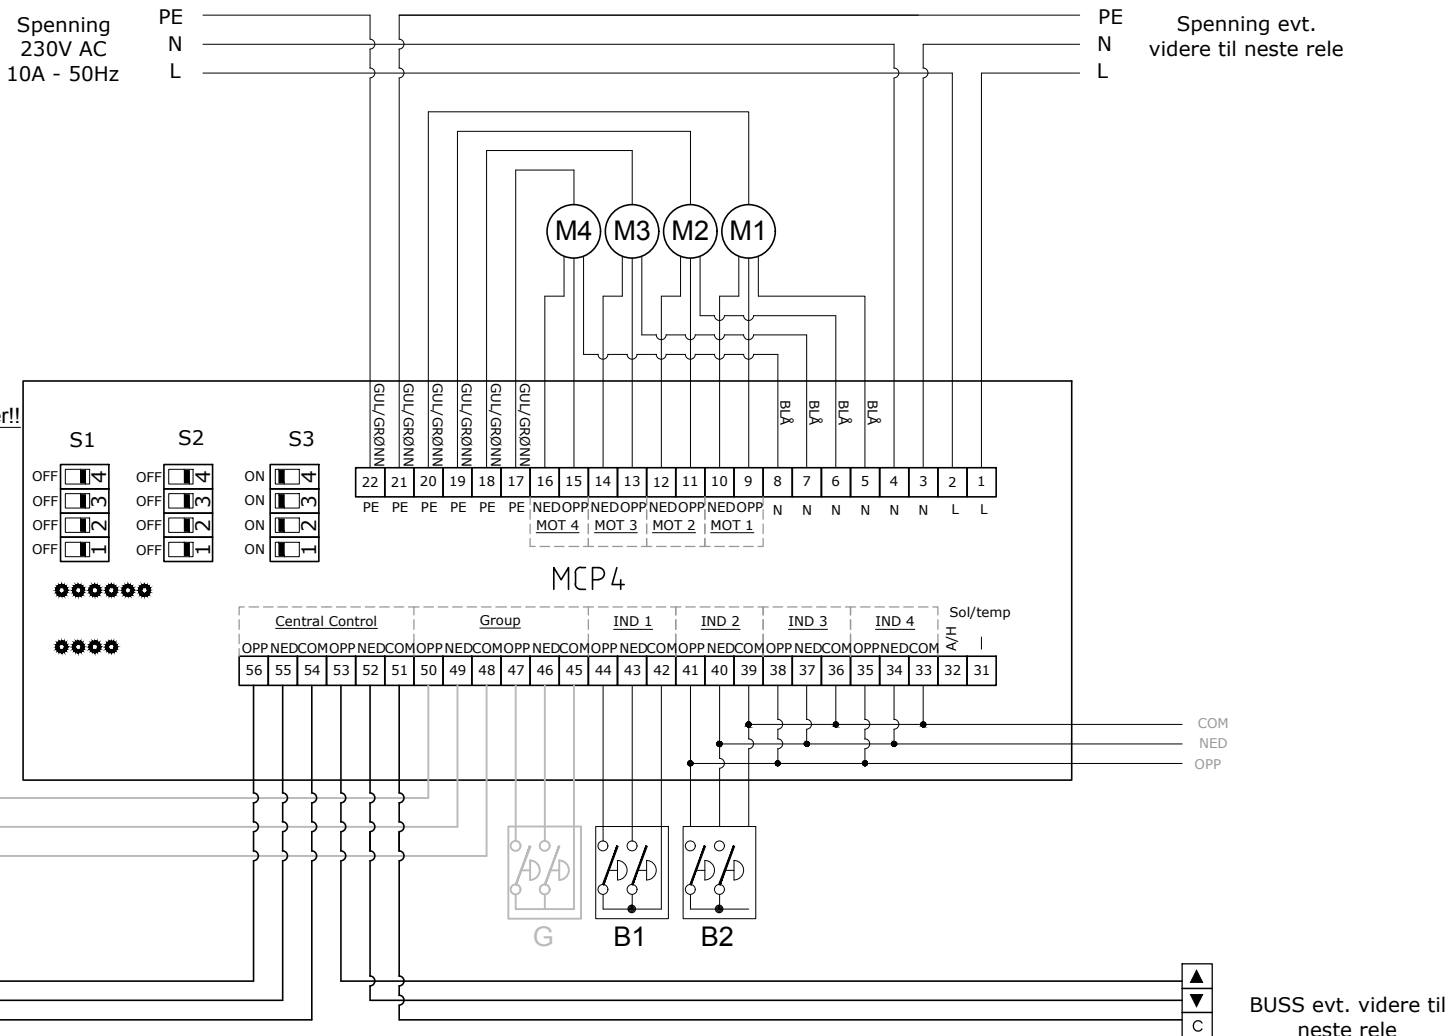 Spenning
230V AC
10A - 50Hz
PE
N
L
PE
N
L
Spenning evt.
videre til neste rele
M4 M3 M2 M1
er!!
GUL/GRØNN GUL/GRØNN GUL/GRØNN GUL/GRØNN GUL/GRØNN GUL/GRØNN BLÅ BLÅ BLÅ BLÅ
S1 S2 S3
OFF 4 OFF 4 ON 4
OFF 3 OFF 3 ON 3
OFF 2 OFF 2 ON 2
OFF 1 OFF 1 ON 1
22 21 20 19 18 17 16 15 14 13 12 11 10 9 8 7 6 5 4 3 2 1
PE PE PE PE PE PE NED OPP NED OPP NED OPP NED OPP N N N N N N L L
MOT 4 MOT 3 MOT 2 MOT 1
MCP4
Central Control Group IND 1 IND 2 IND 3 IND 4 Sol/temp
OPP NED COM OPP NED COM OPP NED COM OPP NED COM OPP NED COM OPP NED COM OPP NED COM OPP NED COM A/H —
56 55 54 53 52 51 50 49 48 47 46 45 44 43 42 41 40 39 38 37 36 35 34 33 32 31
COM
NED
OPP
G B1 B2
▲
▼
C
BUSS evt. videre til
neste rele